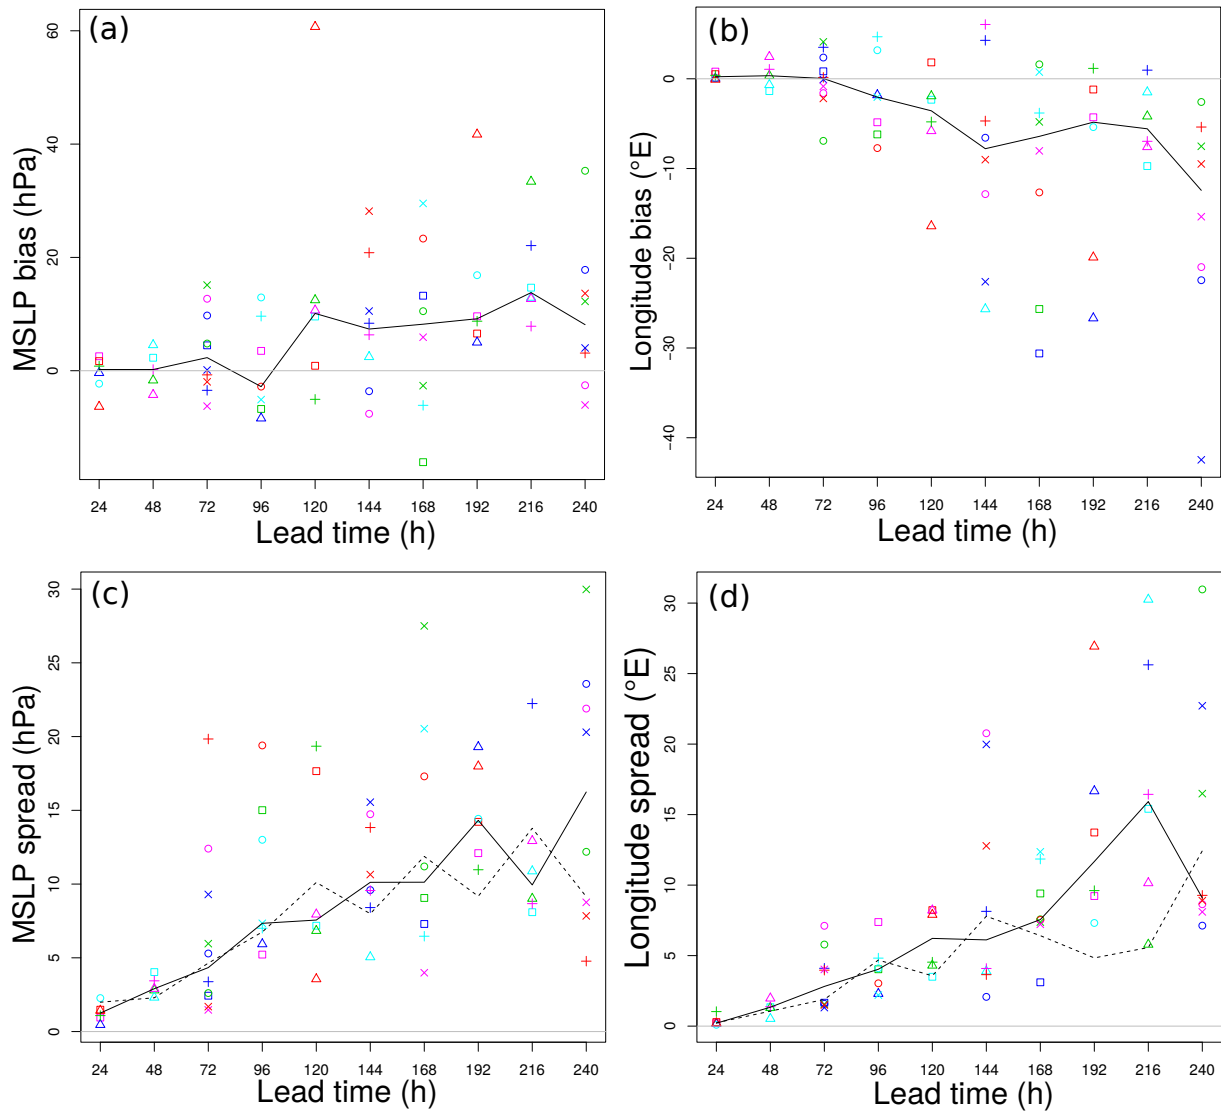 (a)
MSLP bias (hPa)
60
40
20
0
24 48 72 96 120 144 168 192 216 240
Lead time (h)
(b)
Longitude bias (°E)
0
−10
−20
−30
−40
24 48 72 96 120 144 168 192 216 240
Lead time (h)
(c)
MSLP spread (hPa)
30
25
20
15
10
5
0
24 48 72 96 120 144 168 192 216 240
Lead time (h)
(d)
Longitude spread (°E)
30
25
20
15
10
5
0
24 48 72 96 120 144 168 192 216 240
Lead time (h)